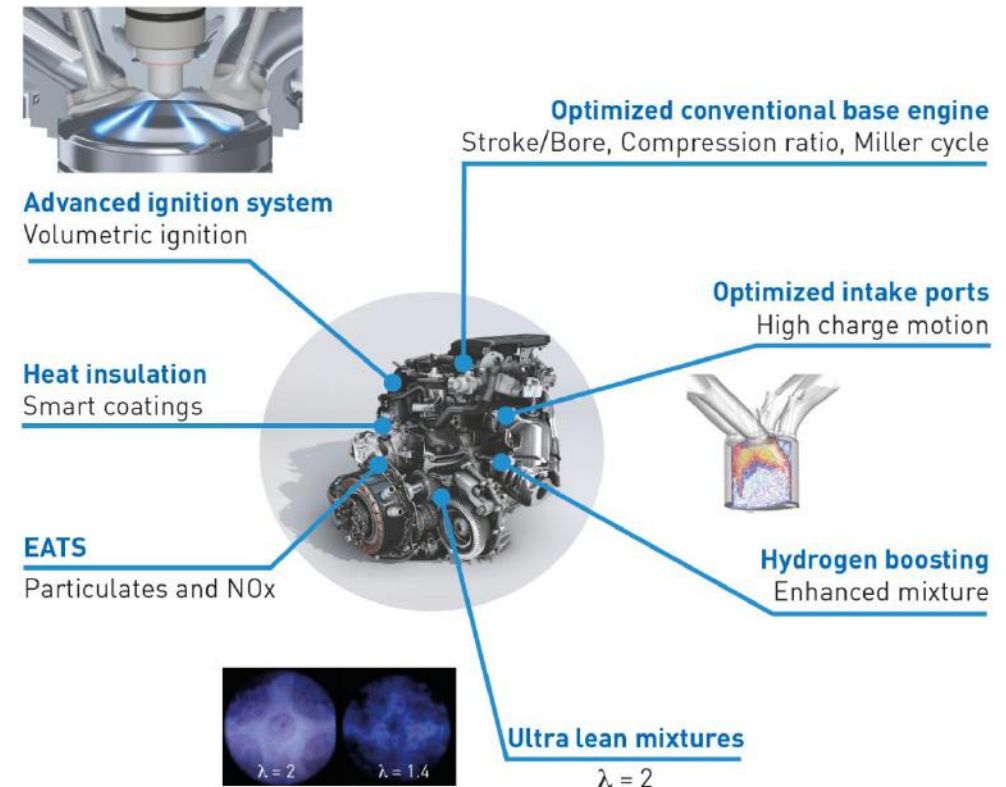 Optimized conventional base engine
Stroke/Bore, Compression ratio, Miller cycle
Advanced ignition system
Volumetric ignition
Optimized intake ports
High charge motion
Heat insulation
Smart coatings
EATS
Particulates and NOx
Hydrogen boosting
Enhanced mixture
Ultra lean mixtures
λ = 2
λ = 2
λ = 1.4